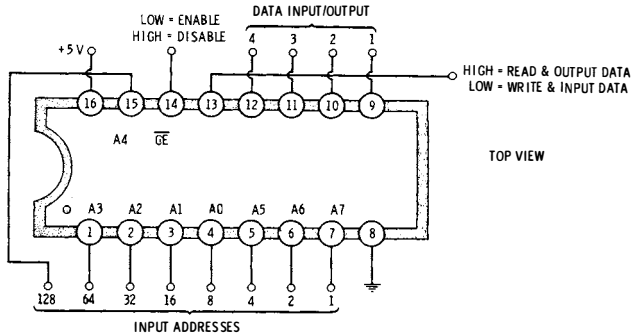 DATA INPUT/OUTPUT
LOW = ENABLE
HIGH = DISABLE
4 3 2 1
+5V
HIGH = READ & OUTPUT DATA
LOW = WRITE & INPUT DATA
16 15 14 13 12 11 10 9
A4 GE
TOP VIEW
A3 A2 A1 A0 A5 A6 A7
1 2 3 4 5 6 7 8
128 64 32 16 8 4 2 1
INPUT ADDRESSES